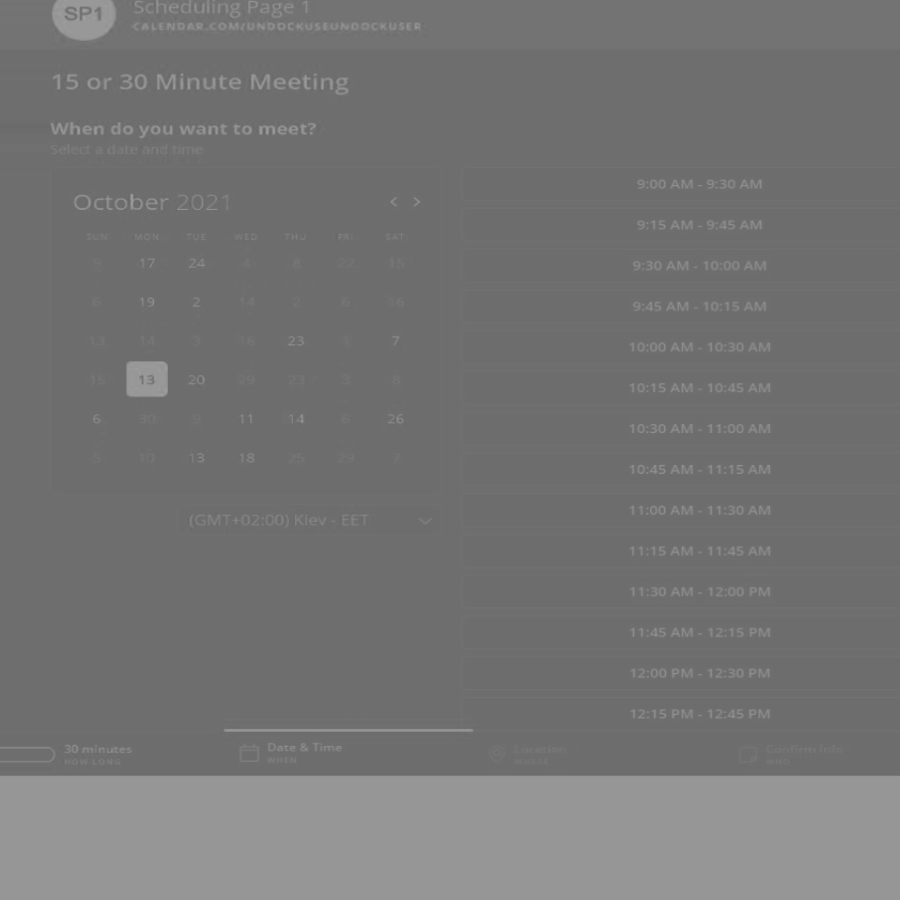 SP1
Scheduling Page 1
CALENDAR.COM/UNDOCKUSEUNDOCKUSER
15 or 30 Minute Meeting
When do you want to meet?
Select a date and time
October 2021
SUN MON TUE WED THU FRI SAT
17 24 4 8 22 15
6 19 2 14 2 6 16
13 14 5 16 23 7
15 13 20 29 23 3 8
6 30 9 11 14 6 26
5 10 13 18 25 29 7
(GMT+02:00) Kiev - EET
9:00 AM - 9:30 AM
9:15 AM - 9:45 AM
9:30 AM - 10:00 AM
9:45 AM - 10:15 AM
10:00 AM - 10:30 AM
10:15 AM - 10:45 AM
10:30 AM - 11:00 AM
10:45 AM - 11:15 AM
11:00 AM - 11:30 AM
11:15 AM - 11:45 AM
11:30 AM - 12:00 PM
11:45 AM - 12:15 PM
12:00 PM - 12:30 PM
12:15 PM - 12:45 PM
30 minutes
HOW LONG
Date & Time
WHEN
Location
WHERE
Confirm Info
WHO